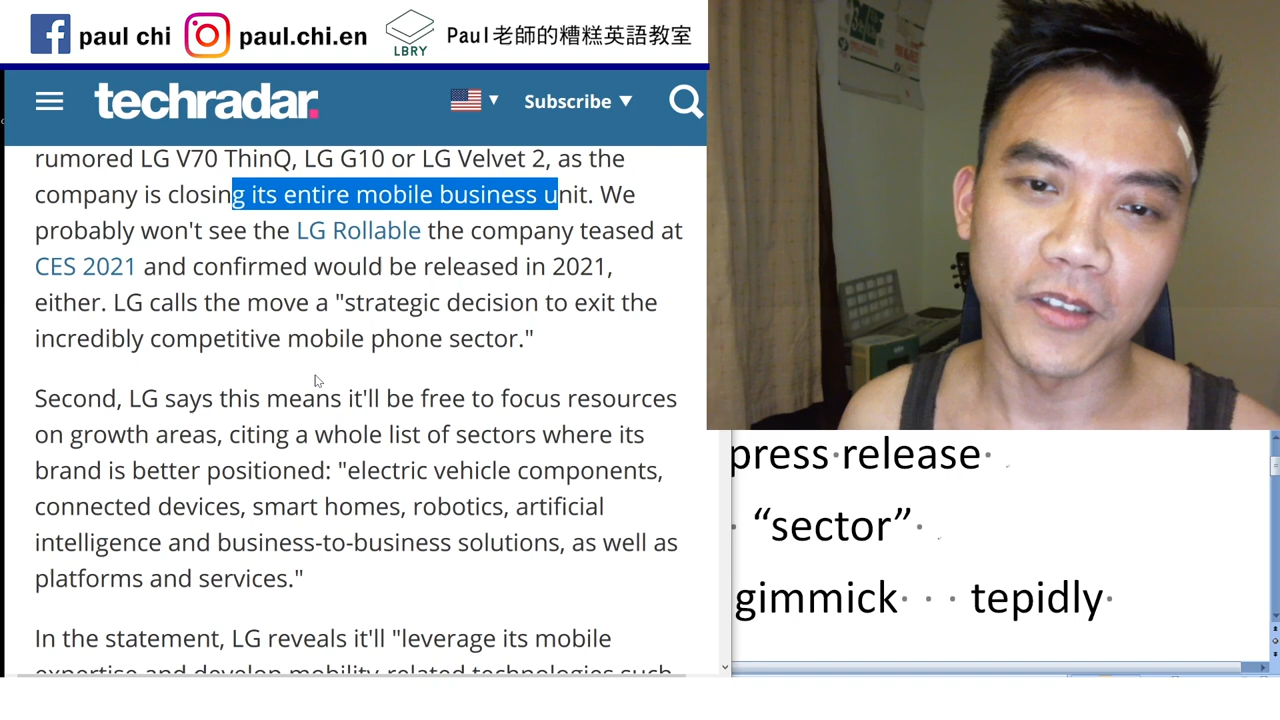 paul chi paul.chi.en LBRY Paul老師的糟糕英語教室
techradar. Subscribe
rumored LG V70 ThinQ, LG G10 or LG Velvet 2, as the
company is closing its entire mobile business unit. We
probably won't see the LG Rollable the company teased at
CES 2021 and confirmed would be released in 2021,
either. LG calls the move a "strategic decision to exit the
incredibly competitive mobile phone sector."
Second, LG says this means it'll be free to focus resources
on growth areas, citing a whole list of sectors where its
brand is better positioned: "electric vehicle components,
connected devices, smart homes, robotics, artificial
intelligence and business-to-business solutions, as well as
platforms and services."
In the statement, LG reveals it'll "leverage its mobile
expertise and develop mobility-related technologies such
press release
“sector”
gimmick tepidly